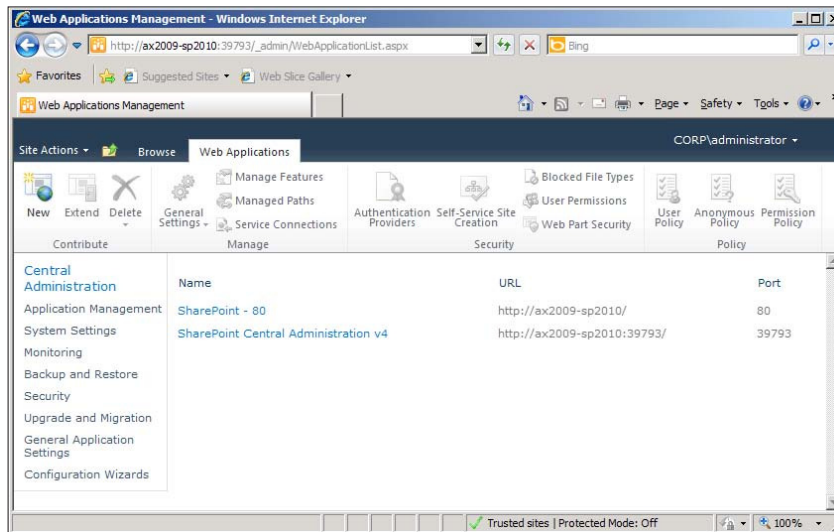 Web Applications Management - Windows Internet Explorer
http://ax2009-sp2010:39793/_admin/WebApplicationList.aspx
Bing
Favorites
Suggested Sites
Web Slice Gallery
Web Applications Management
Page
Safety
Tools
Site Actions
Browse
Web Applications
CORP\administrator
New
Extend
Delete
General Settings
Manage Features
Managed Paths
Service Connections
Authentication Providers
Self-Service Site Creation
Blocked File Types
User Permissions
Web Part Security
User Policy
Anonymous Policy
Permission Policy
Contribute
Manage
Security
Policy
Central
Administration
Application Management
System Settings
Monitoring
Backup and Restore
Security
Upgrade and Migration
General Application
Settings
Configuration Wizards
Name URL Port
SharePoint - 80 http://ax2009-sp2010/ 80
SharePoint Central Administration v4 http://ax2009-sp2010:39793/ 39793
Trusted sites | Protected Mode: Off
100%